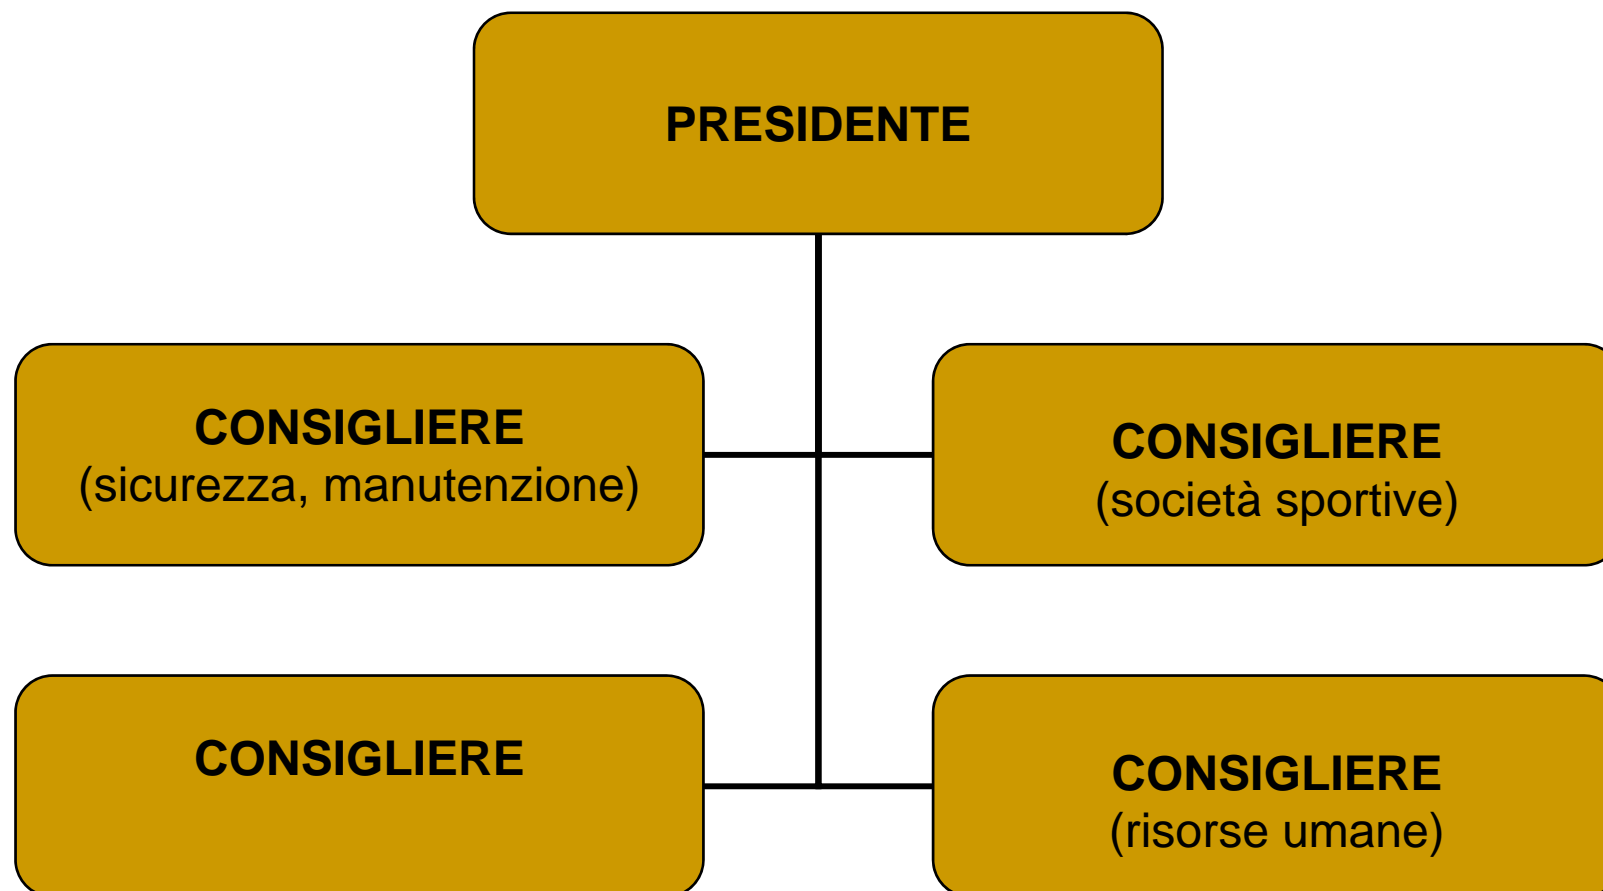 PRESIDENTE
CONSIGLIERE
(sicurezza, manutenzione)
CONSIGLIERE
(società sportive)
CONSIGLIERE
CONSIGLIERE
(risorse umane)